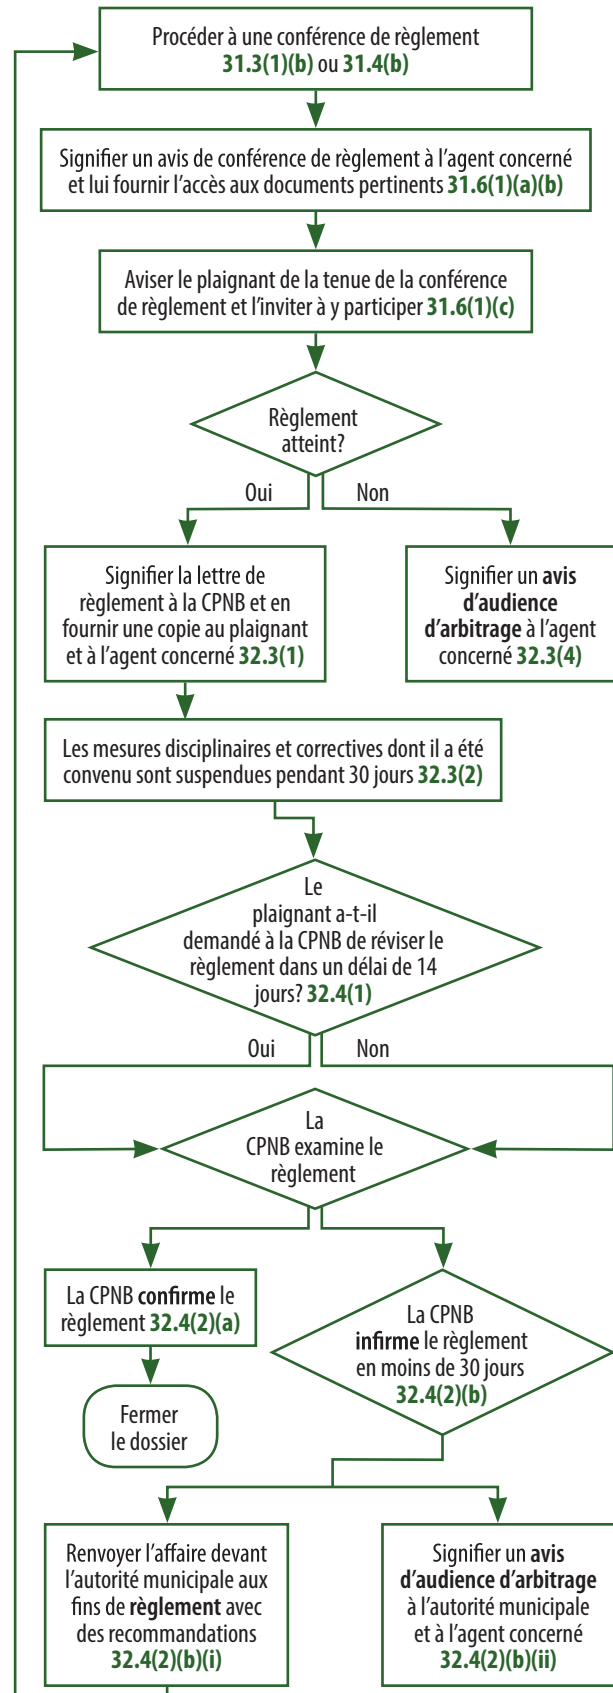 Procéder à une conférence de règlement
31.3(1)(b) ou 31.4(b)
Signifier un avis de conférence de règlement à l'agent concerné
et lui fournir l'accès aux documents pertinents 31.6(1)(a)(b)
Aviser le plaignant de la tenue de la conférence
de règlement et l'inviter à y participer 31.6(1)(c)
Règlement
atteint?
Oui
Non
Signifier la lettre de
règlement à la CPNB et en
fournir une copie au plaignant
et à l'agent concerné 32.3(1)
Signifier un avis
d'audience
d'arbitrage à l'agent
concerné 32.3(4)
Les mesures disciplinaires et correctives dont il a été
convenu sont suspendues pendant 30 jours 32.3(2)
Le
plaignant a-t-il
demandé à la CPNB de réviser le
règlement dans un délai de 14
jours? 32.4(1)
Oui
Non
La
CPNB examine le
règlement
La CPNB confirme le
règlement 32.4(2)(a)
La CPNB
infirme le règlement
en moins de 30 jours
32.4(2)(b)
Fermer
le dossier
Renvoyer l'affaire devant
l'autorité municipale aux
fins de règlement avec
des recommandations
32.4(2)(b)(i)
Signifier un avis
d'audience d'arbitrage
à l'autorité municipale
et à l'agent concerné
32.4(2)(b)(ii)